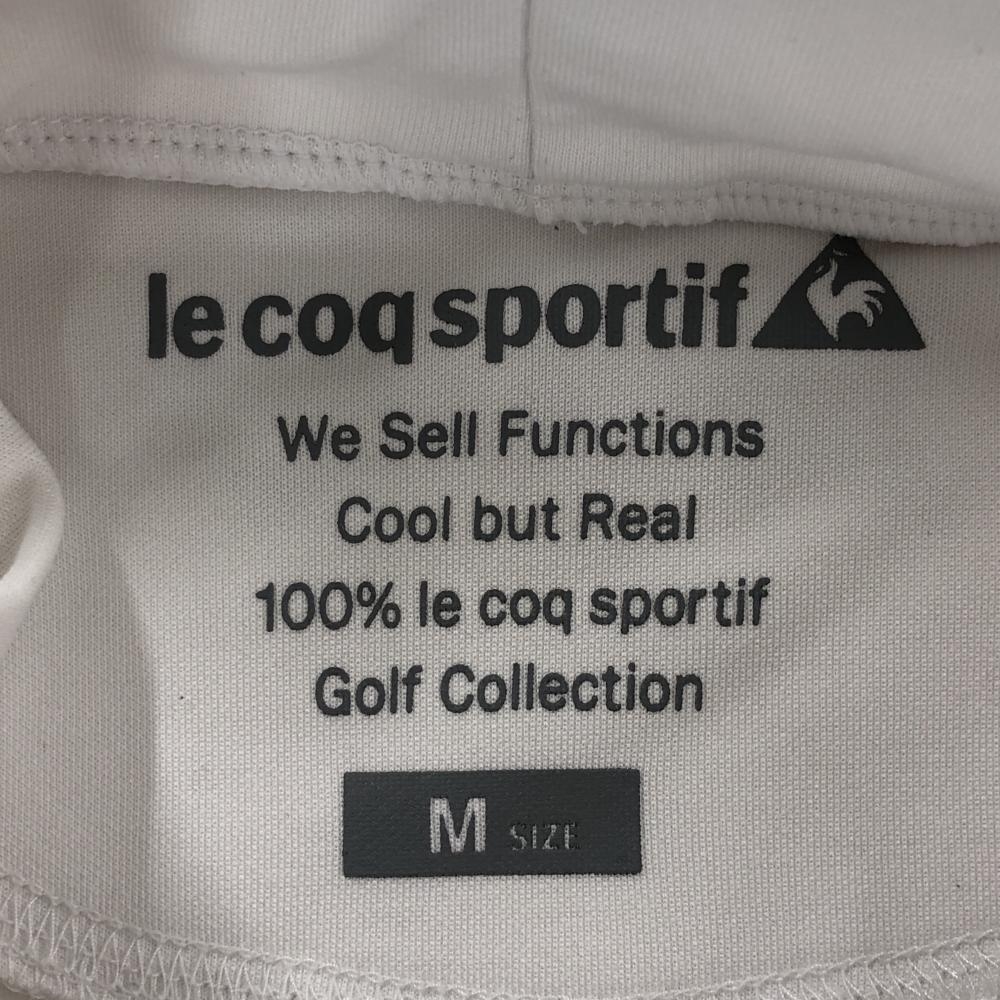 le coq sportif
We Sell Functions
Cool but Real
100% le coq sportif
Golf Collection
M SIZE